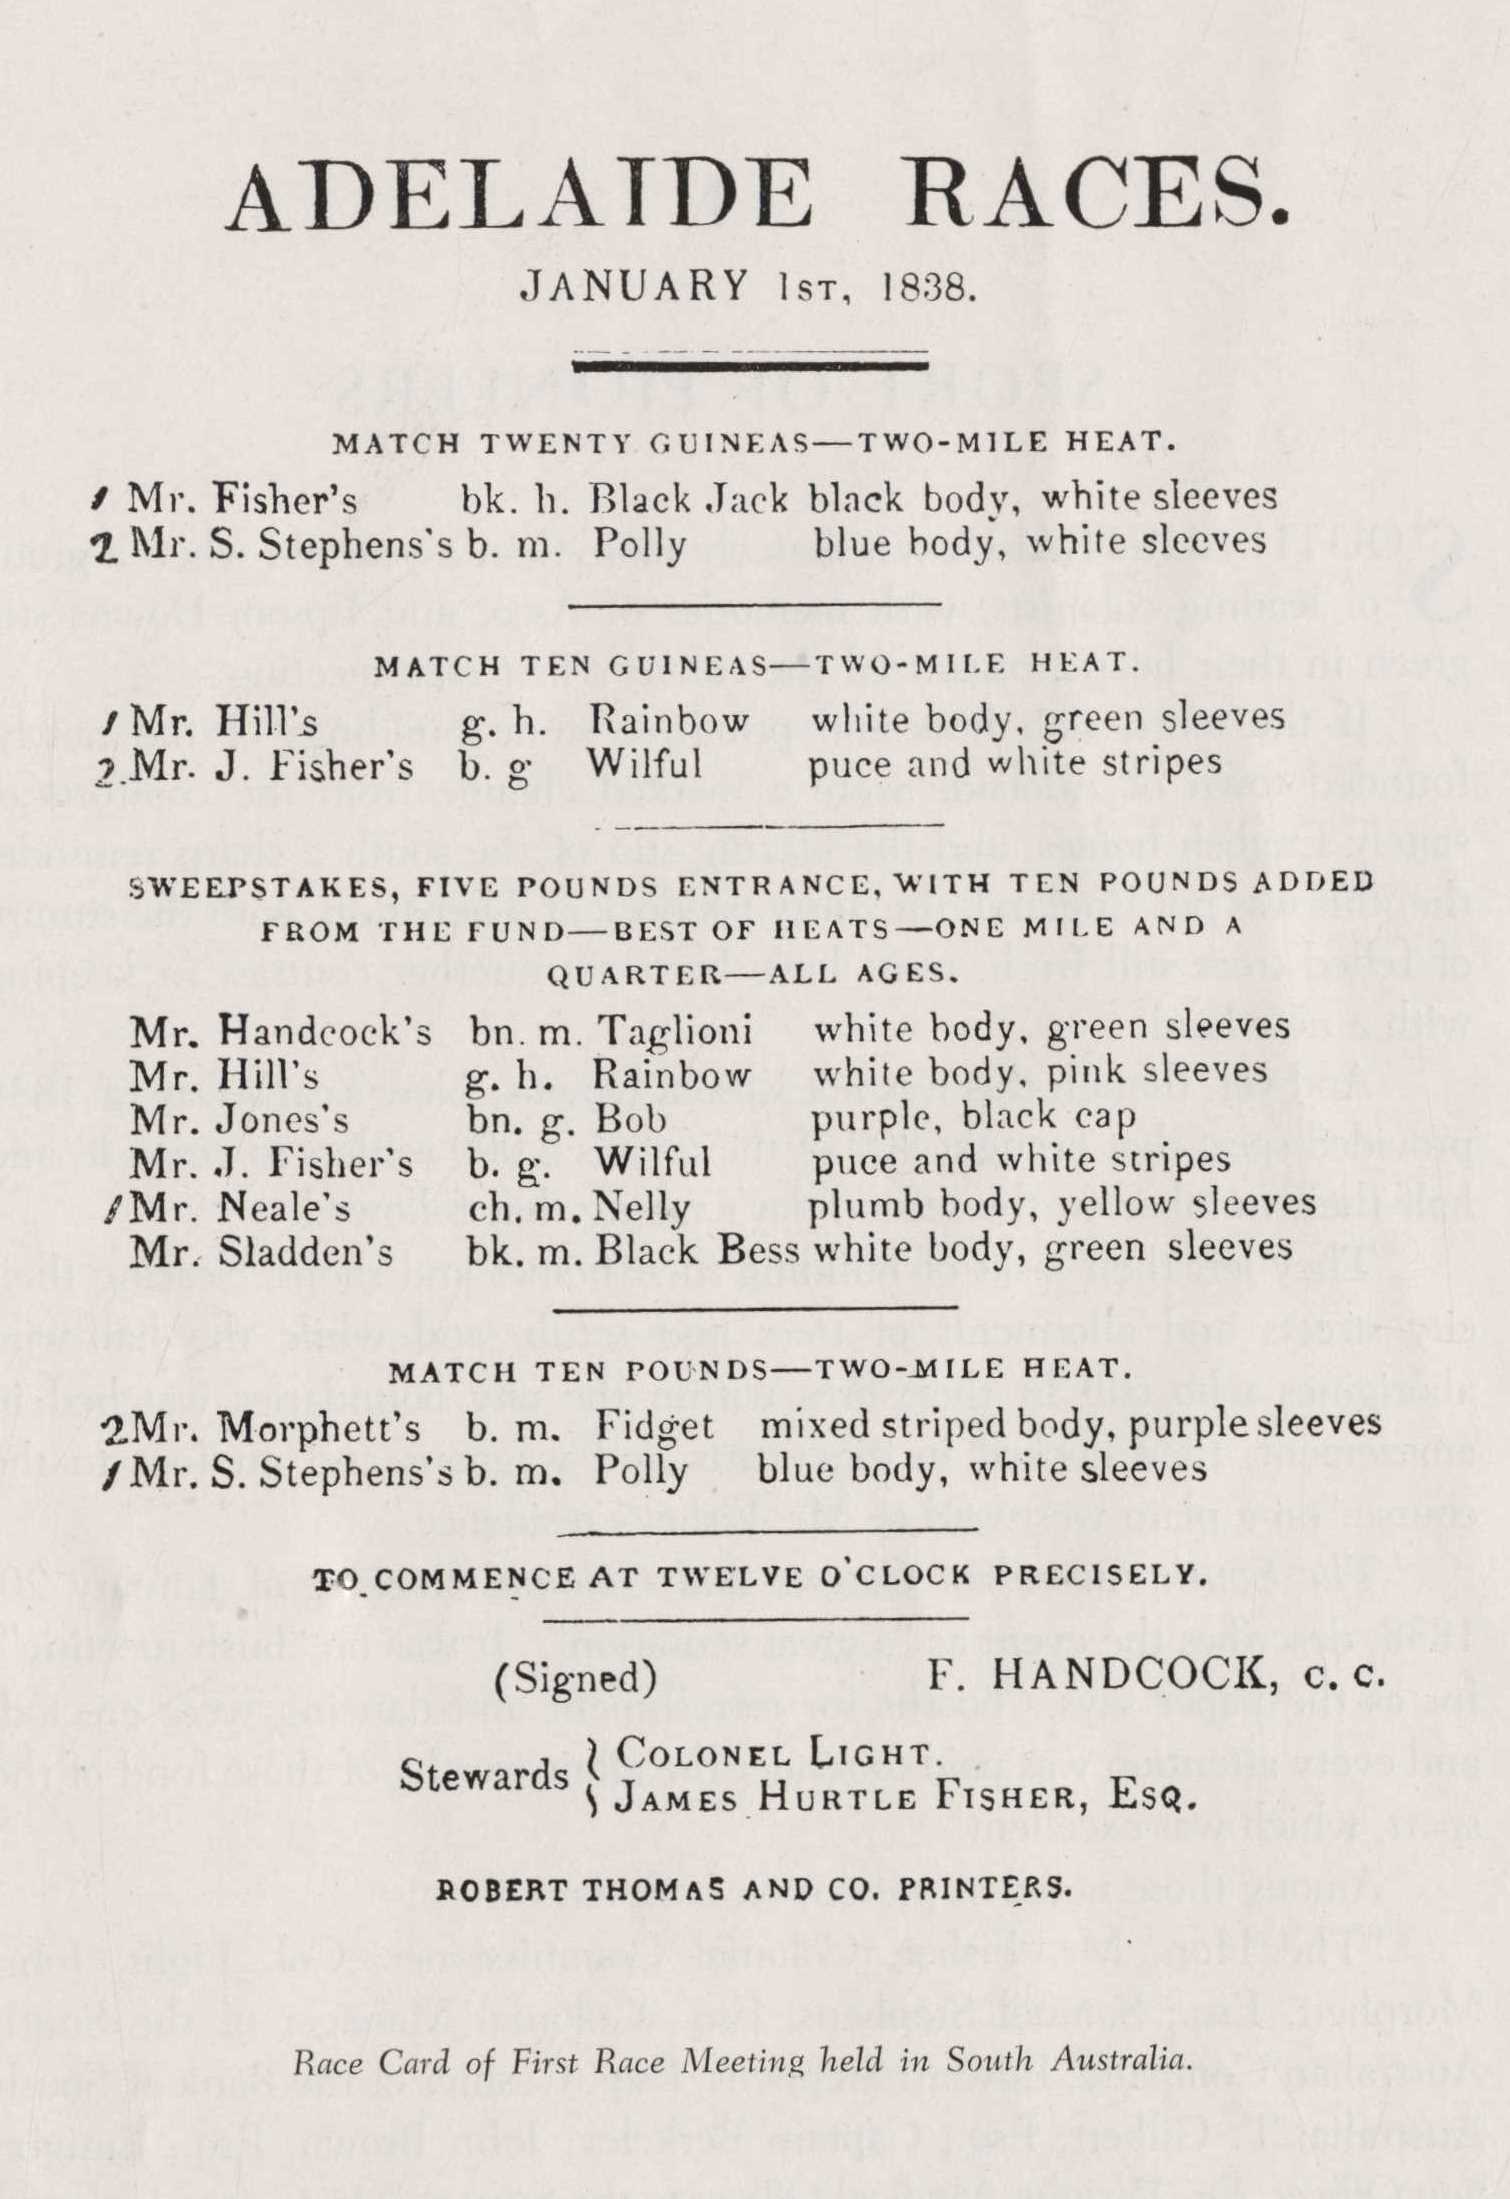 ADELAIDE RACES.
JANUARY 1ST, 1838.
MATCH TWENTY GUINEAS—TWO-MILE HEAT.
1 Mr. Fisher's bk. h. Black Jack black body, white sleeves
2 Mr. S. Stephens's b. m. Polly blue body, white sleeves
MATCH TEN GUINEAS—TWO-MILE HEAT.
1 Mr. Hill's g. h. Rainbow white body, green sleeves
2. Mr. J. Fisher's b. g Wilful puce and white stripes
SWEEPSTAKES, FIVE POUNDS ENTRANCE, WITH TEN POUNDS ADDED
FROM THE FUND—BEST OF HEATS—ONE MILE AND A
QUARTER—ALL AGES.
Mr. Handcock's bn. m. Taglioni white body, green sleeves
Mr. Hill's g. h. Rainbow white body, pink sleeves
Mr. Jones's bn. g. Bob purple, black cap
Mr. J. Fisher's b. g. Wilful puce and white stripes
1 Mr. Neale's ch. m. Nelly plumb body, yellow sleeves
Mr. Sladden's bk. m. Black Bess white body, green sleeves
MATCH TEN POUNDS—TWO-MILE HEAT.
2 Mr. Morphett's b. m. Fidget mixed striped body, purple sleeves
1 Mr. S. Stephens's b. m. Polly blue body, white sleeves
TO COMMENCE AT TWELVE O'CLOCK PRECISELY.
(Signed) F. HANDCOCK, C. C.
Stewards { COLONEL LIGHT.
JAMES HURTLE FISHER, ESQ.
ROBERT THOMAS AND CO. PRINTERS.
Race Card of First Race Meeting held in South Australia.